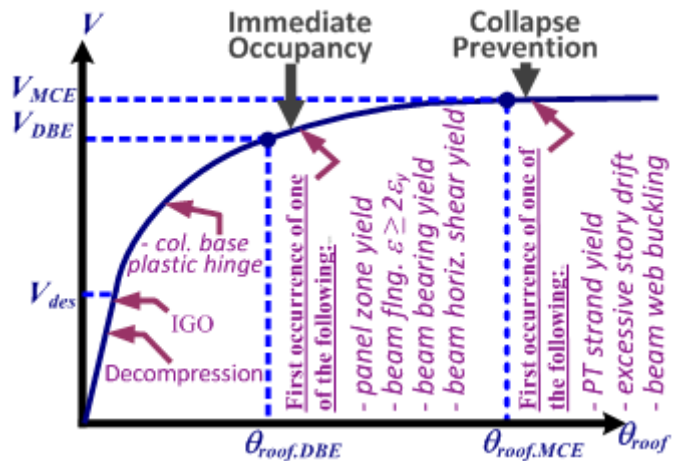 V
Immediate
Occupancy
Collapse
Prevention
V_MCE
V_DBE
V_des
- col. base
plastic hinge
IGO
Decompression
First occurrence of one
of the following:
- panel zone yield
- beam flng. ε ≥ 2ε_y
- beam bearing yield
- beam horiz. shear yield
First occurrence of one of
the following:
- PT strand yield
- excessive story drift
- beam web buckling
θ_roof.DBE
θ_roof.MCE
θ_roof